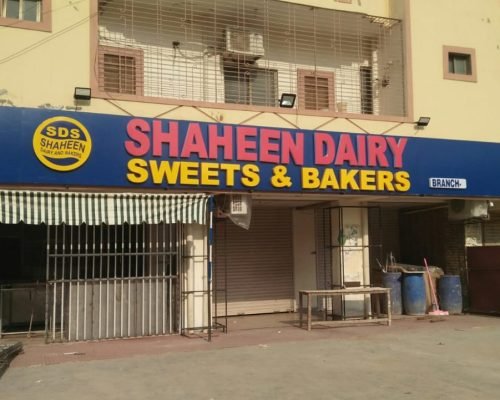 SDS
SHAHEEN
DAIRY AND BAKERS
SHAHEEN DAIRY
SWEETS & BAKERS
BRANCH-